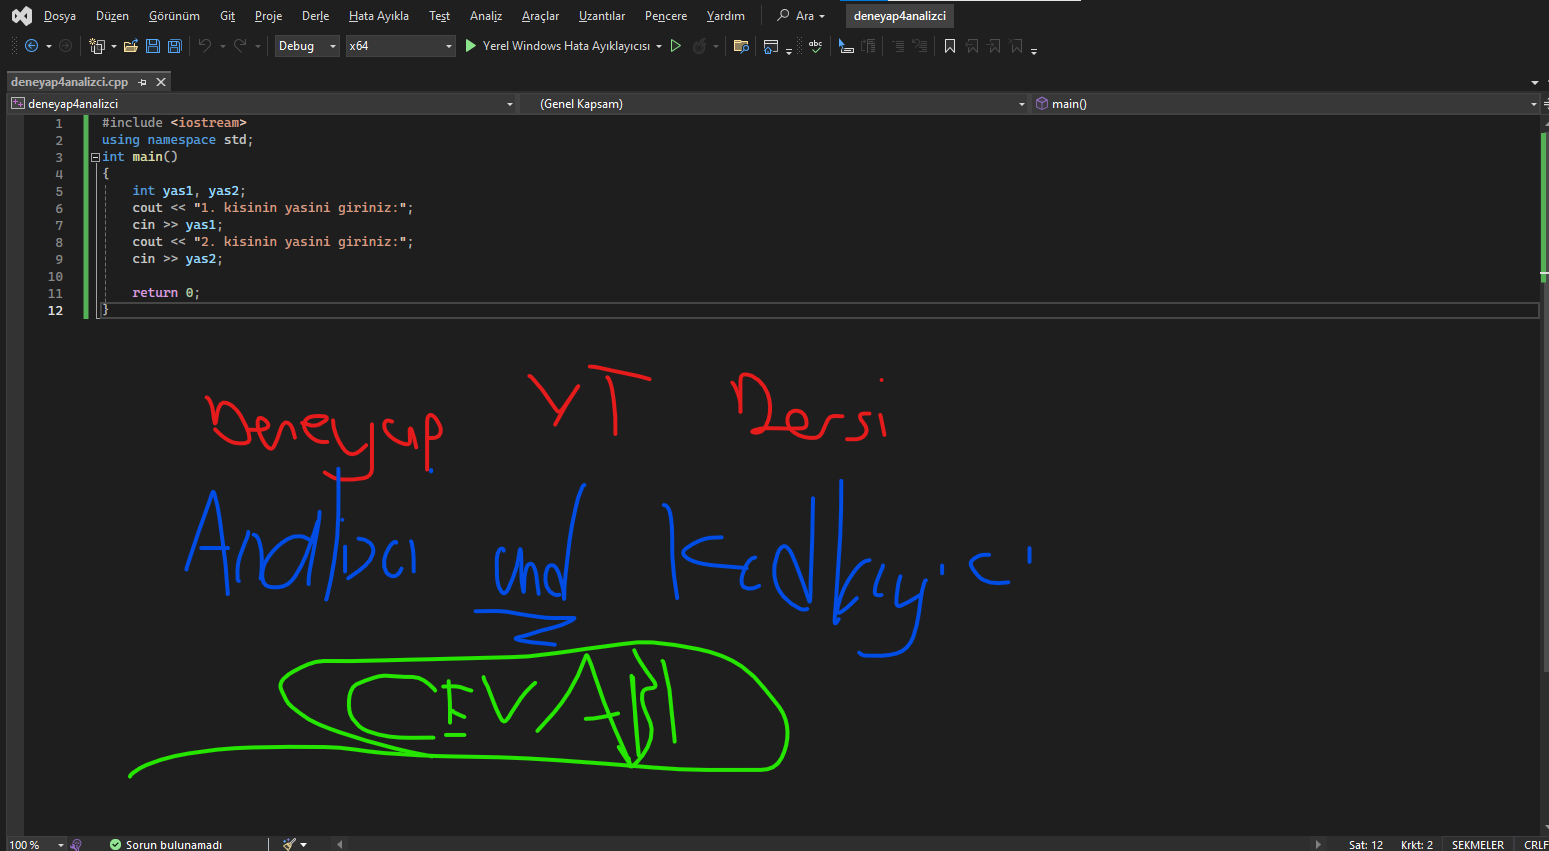 Dosya Düzen Görünüm Git Proje Derle Hata Ayıkla Test Analiz Araçlar Uzantılar Pencere Yardım Ara deneyap4analizci
Debug x64 Yerel Windows Hata Ayıklayıcısı abc
deneyap4analizci.cpp
deneyap4analizci (Genel Kapsam) main()
1 #include <iostream>
2 using namespace std;
3 int main()
4 {
5 int yas1, yas2;
6 cout << "1. kisinin yasini giriniz:";
7 cin >> yas1;
8 cout << "2. kisinin yasini giriniz:";
9 cin >> yas2;
10
11 return 0;
12 }
Deneyap YT Dersi
Analizci and
CEVABI
100 % Sorun bulunamadı Sat: 12 Krkt: 2 SEKMELER CRLF